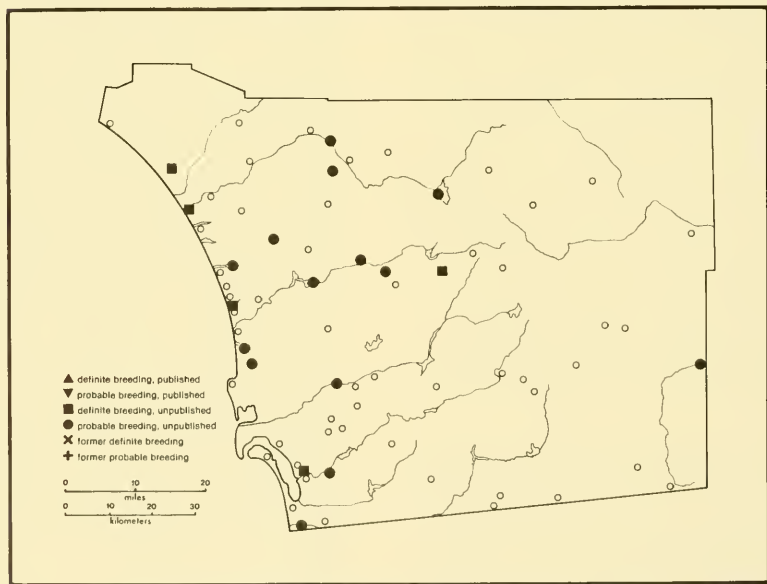 definite breeding, published
probable breeding, published
definite breeding, unpublished
probable breeding, unpublished
former definite breeding
former probable breeding
0 10 20
miles
0 10 20 30
kilometers